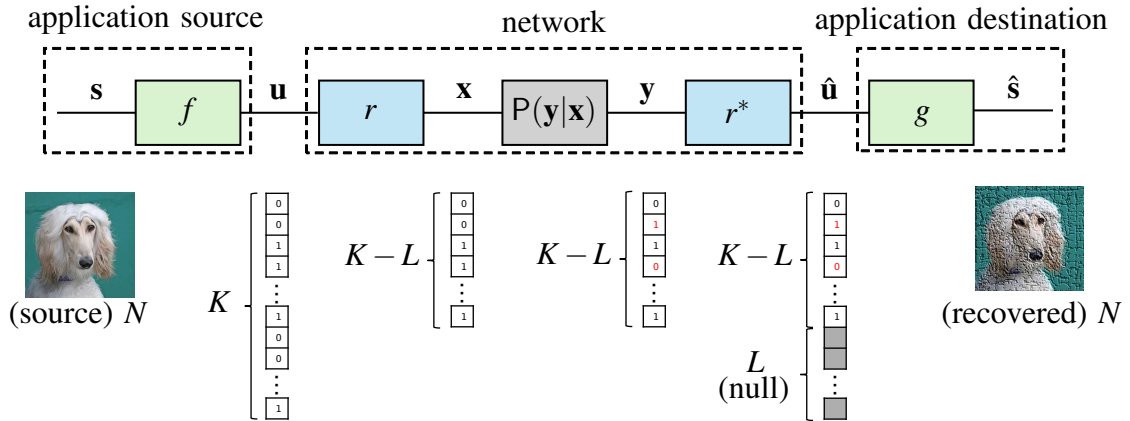 application source
network
application destination
s
f
u
r
x
P(y|x)
y
r*
û
g
ŝ
(source) N
K
0
0
1
1
⋮
1
0
0
⋮
1
K − L
0
0
1
1
⋮
1
K − L
0
1
1
0
⋮
1
K − L
0
1
1
0
⋮
1
L
(null)
⋮
(recovered) N